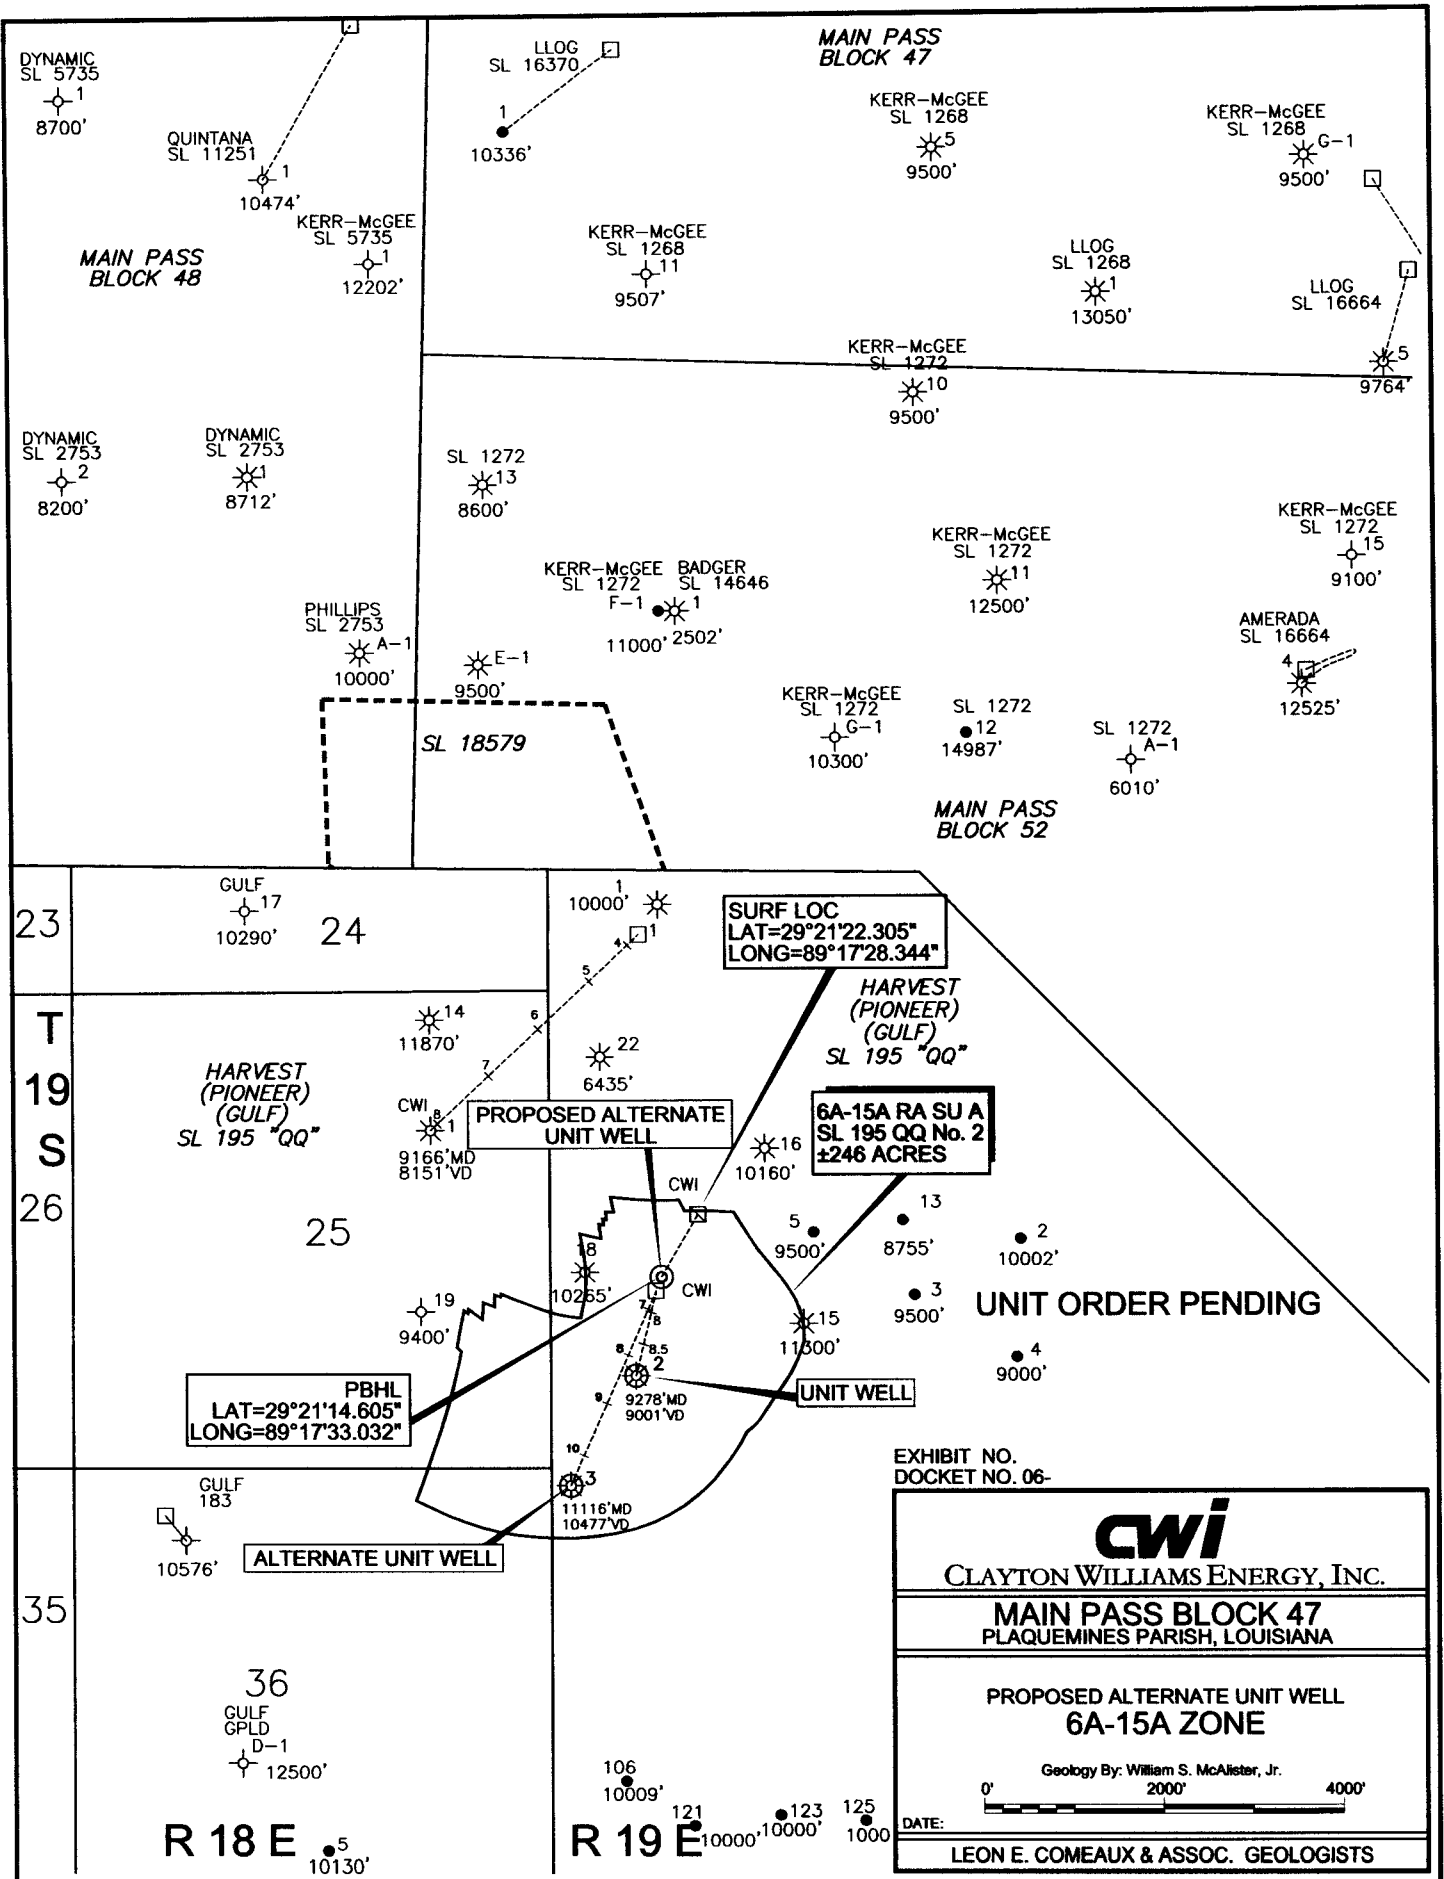 MAIN PASS
BLOCK 47
DYNAMIC
SL 5735
1
8700'
LLOG
SL 16370
1
10336'
QUINTANA
SL 11251
1
10474'
KERR-McGEE
SL 1268
5
9500'
KERR-McGEE
SL 1268
G-1
9500'
MAIN PASS
BLOCK 48
KERR-McGEE
SL 5735
1
12202'
KERR-McGEE
SL 1268
11
9507'
LLOG
SL 1268
1
13050'
LLOG
SL 16664
5
9764'
KERR-McGEE
SL 1272
10
9500'
DYNAMIC
SL 2753
2
8200'
DYNAMIC
SL 2753
1
8712'
SL 1272
13
8600'
KERR-McGEE
SL 1272
F-1
11000'
BADGER
SL 14646
1
2502'
KERR-McGEE
SL 1272
11
12500'
KERR-McGEE
SL 1272
15
9100'
PHILLIPS
SL 2753
A-1
10000'
E-1
9500'
AMERADA
SL 16664
4
12525'
KERR-McGEE
SL 1272
G-1
10300'
SL 1272
12
14987'
SL 1272
A-1
6010'
SL 18579
MAIN PASS
BLOCK 52
23
GULF
17
10290'
24
1
10000'
1
4
5
6
7
8
SURF LOC
LAT=29°21'22.305"
LONG=89°17'28.344"
HARVEST
(PIONEER)
(GULF)
SL 195 "QQ"
T
19
S
14
11870'
22
6435'
HARVEST
(PIONEER)
(GULF)
SL 195 "QQ"
CWI
1
9166'MD
8151'VD
PROPOSED ALTERNATE
UNIT WELL
6A-15A RA SU A
SL 195 QQ No. 2
±246 ACRES
16
10160'
26
25
CWI
5
9500'
13
8755'
2
10002'
18
10265'
CWI
3
9500'
UNIT ORDER PENDING
19
9400'
7
8
15
11300'
4
9000'
8
8.5
2
9278'MD
9001'VD
UNIT WELL
PBHL
LAT=29°21'14.605"
LONG=89°17'33.032"
9
10
3
11116'MD
10477'VD
GULF
183
10576'
ALTERNATE UNIT WELL
35
36
GULF
GPLD
D-1
12500'
106
10009'
121
10000'
123
10000'
125
1000
R 18 E
5
10130'
R 19 E
EXHIBIT NO.
DOCKET NO. 06-
cwi
CLAYTON WILLIAMS ENERGY, INC.
MAIN PASS BLOCK 47
PLAQUEMINES PARISH, LOUISIANA
PROPOSED ALTERNATE UNIT WELL
6A-15A ZONE
Geology By: William S. McAlister, Jr.
0' 2000' 4000'
DATE:
LEON E. COMEAUX & ASSOC. GEOLOGISTS